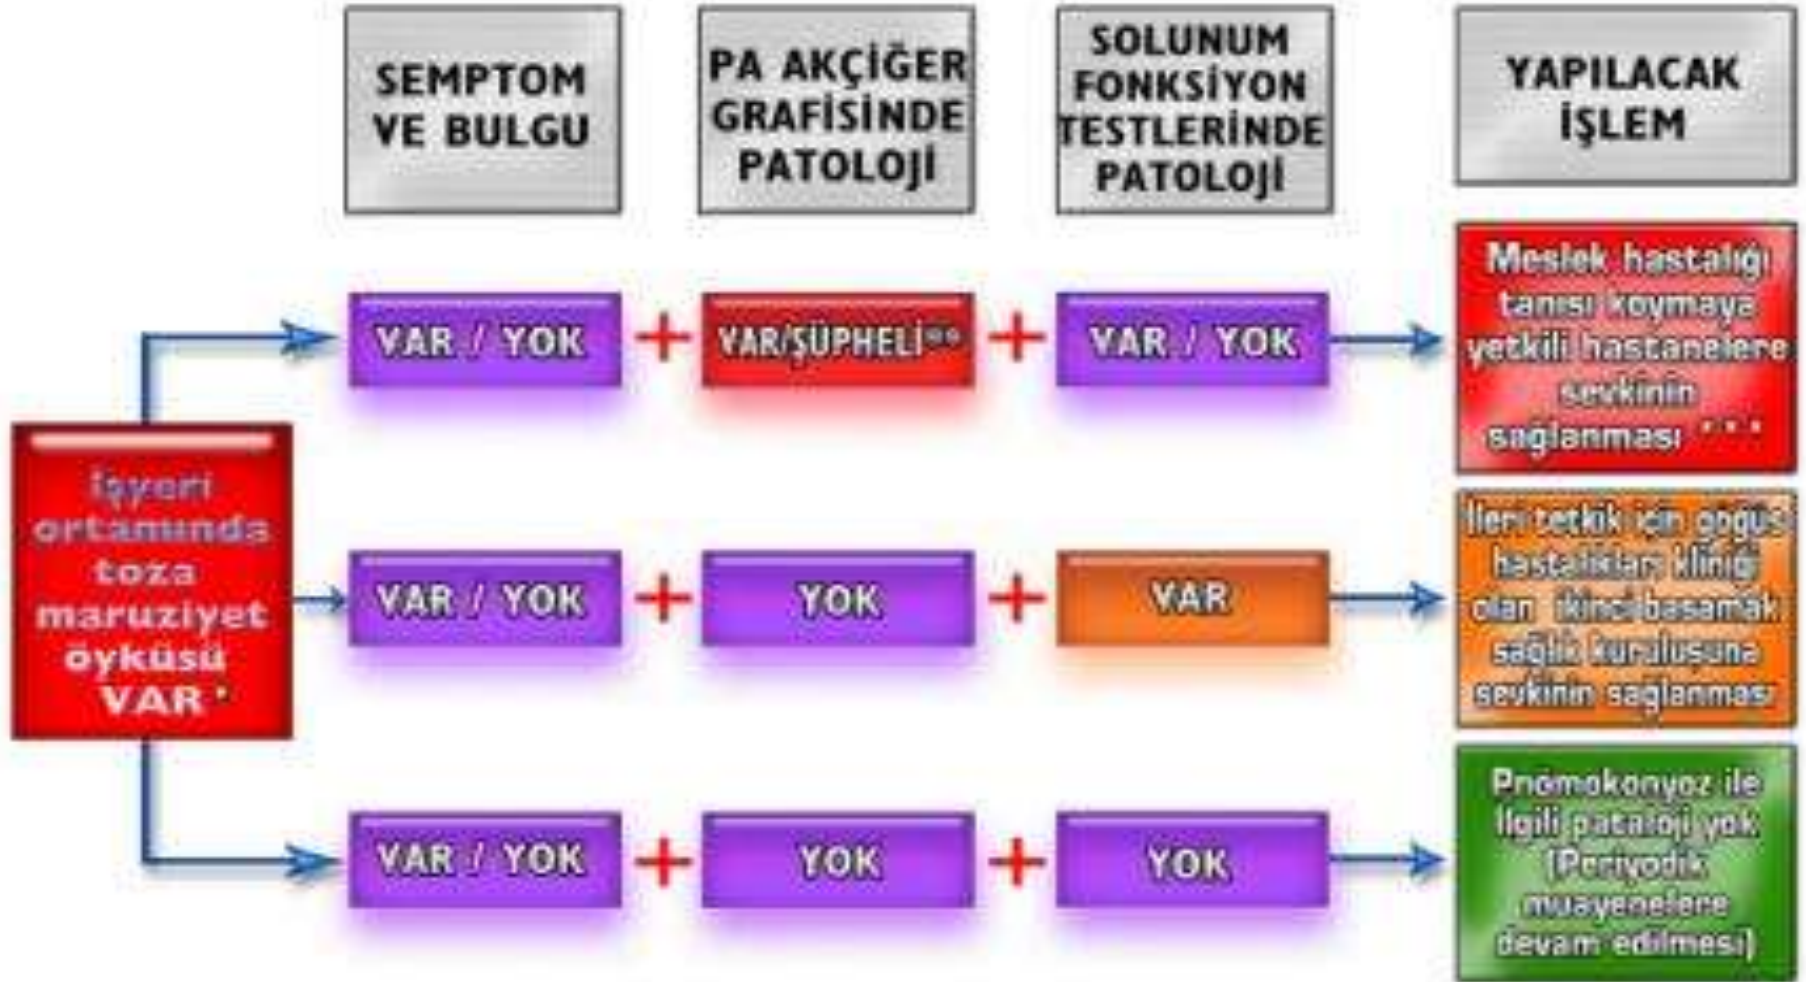 SEMPTOM
VE BULGU
PA AKÇİĞER
GRAFİSİNDE
PATOLOJİ
SOLUNUM
FONKSİYON
TESTLERİNDE
PATOLOJİ
YAPILACAK
İŞLEM
İşyeri
ortamında
toza
maruziyet
öyküsü
VAR *
VAR / YOK
+
VAR/ŞÜPHELİ**
+
VAR / YOK
Meslek hastalığı
tanısı koymaya
yetkili hastanelere
sevkinin
sağlanması ***
VAR / YOK
+
YOK
+
VAR
İleri tetkik için göğüs
hastalıkları kliniği
olan ikinci basamak
sağlık kuruluşuna
sevkinin sağlanması
VAR / YOK
+
YOK
+
YOK
Pnömokonyoz ile
İlgili pataloji yok
(Periyodik
muayenelere
devam edilmesi)